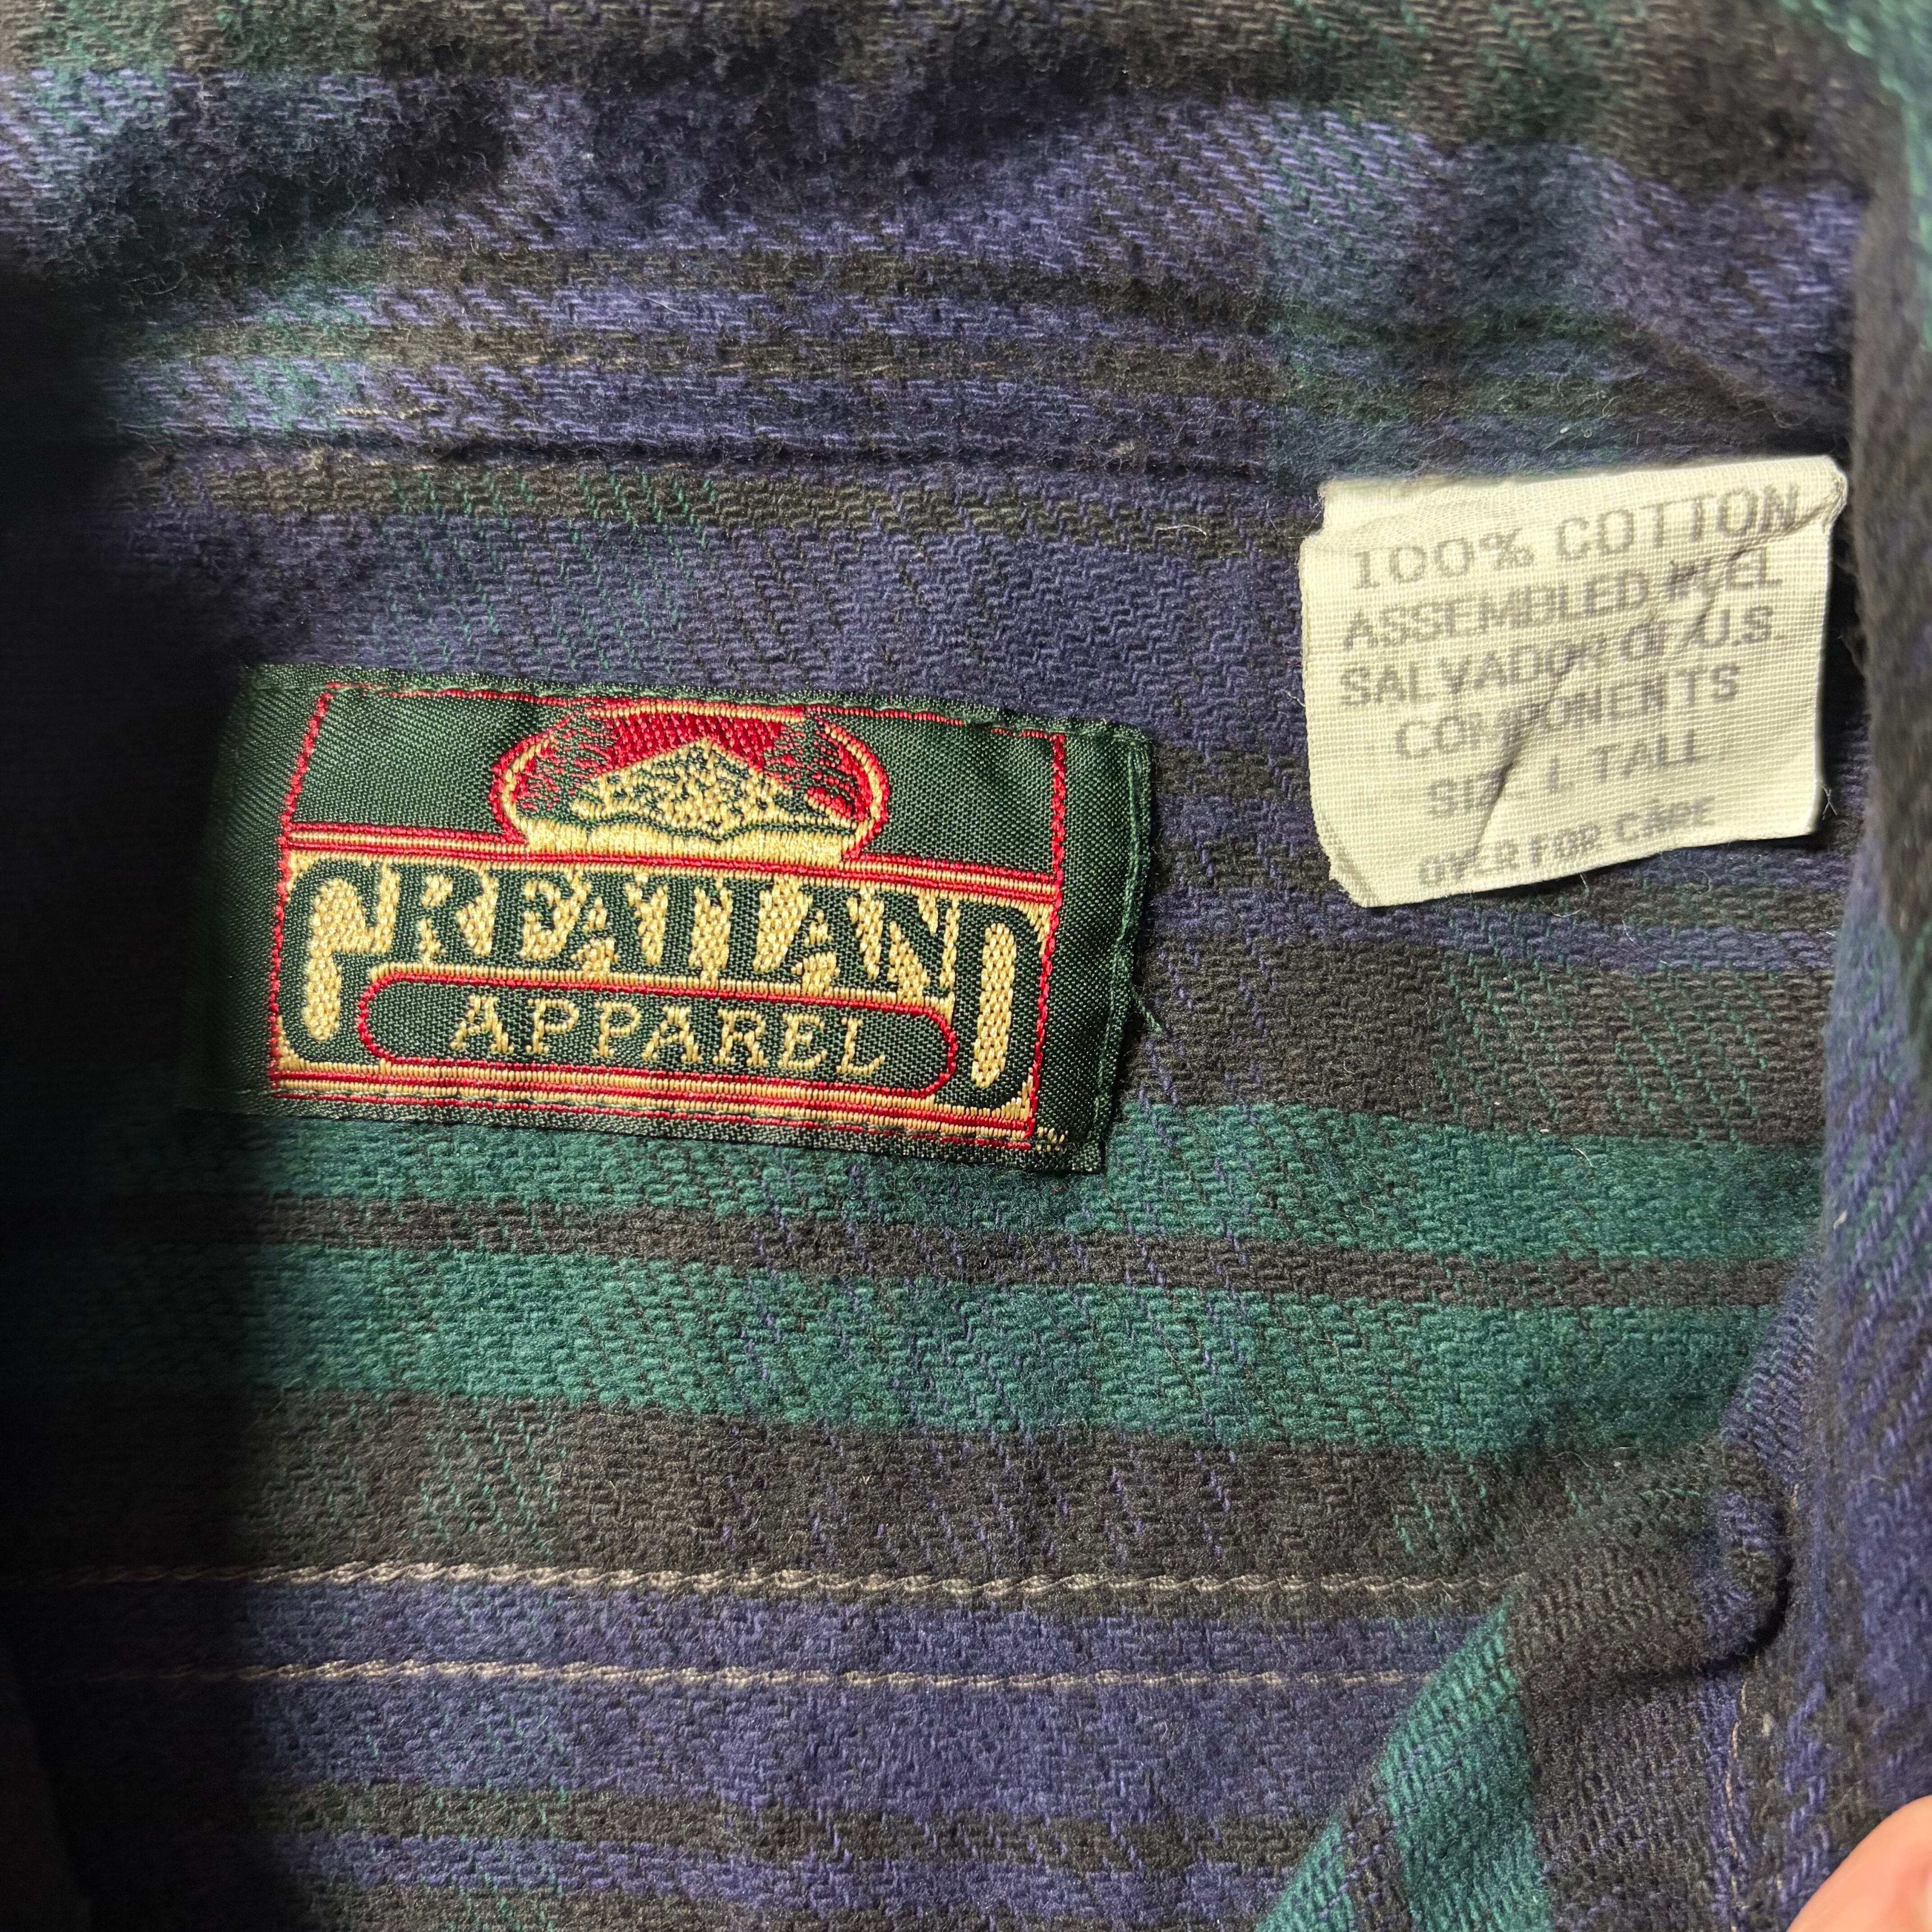 GREATLAND
APPAREL
100% COTTON
ASSEMBLED IN EL
SALVADOR OF U.S.
COMPONENTS
SIZE L TALL
OVER FOR CARE